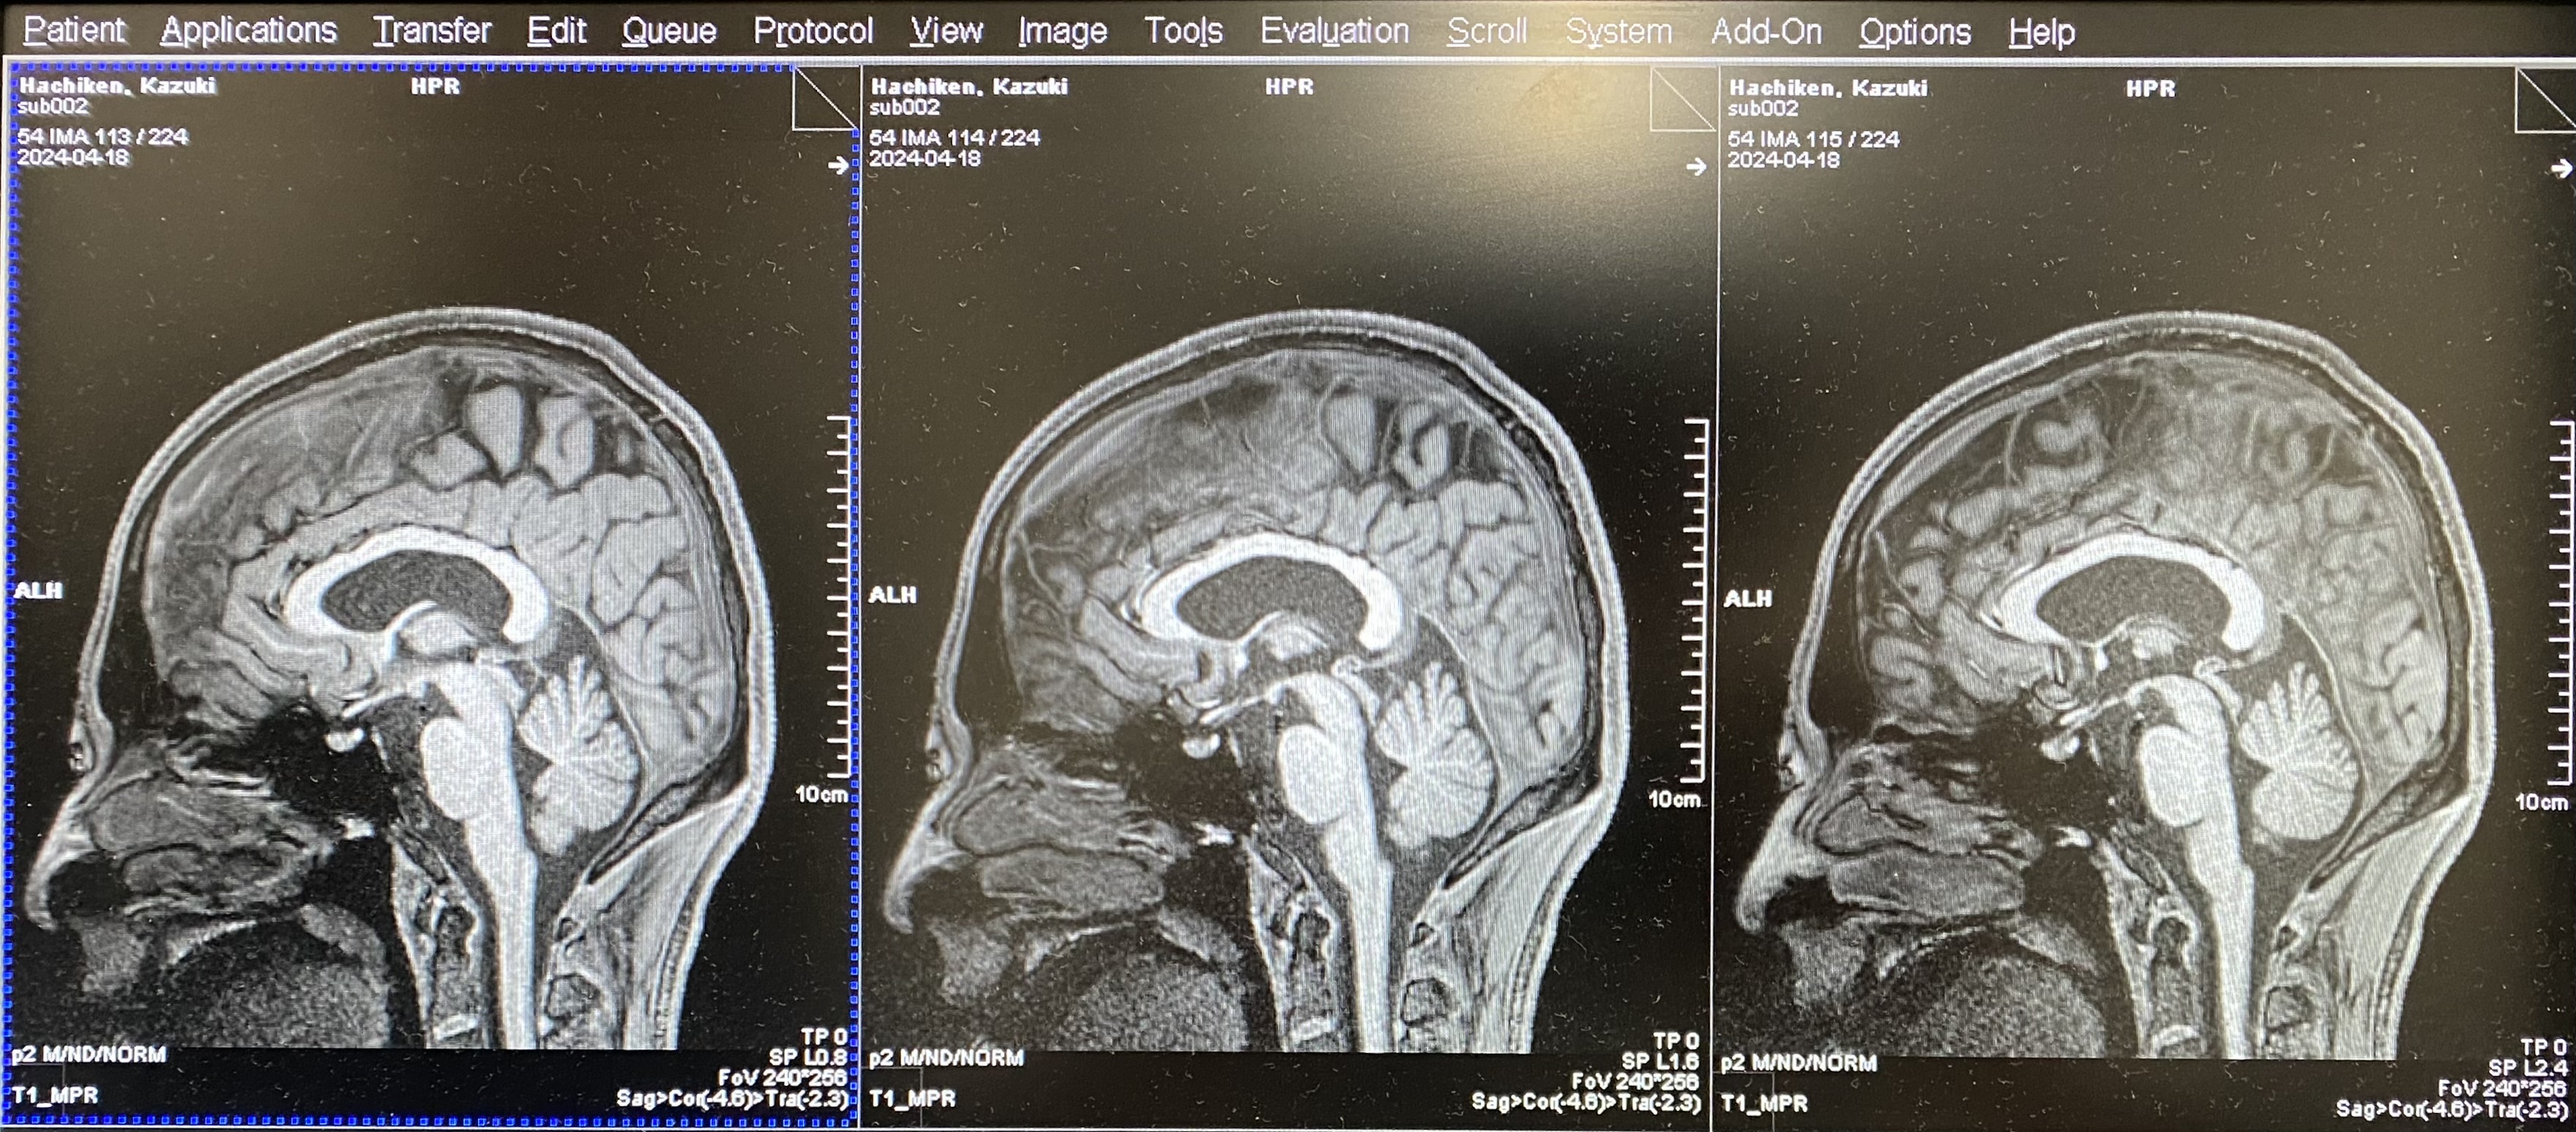 Patient Applications Transfer Edit Queue Protocol View Image Tools Evaluation Scroll System Add-On Options Help
Hachiken, Kazuki
sub002
54 IMA 113 / 224
2024-04-18
HPR
ALH
10cm
p2 M/ND/NORM
T1_MPR
TP 0
SP L0.8
FoV 240*256
Sag>Cor(-4.6)>Tra(-2.3)
Hachiken, Kazuki
sub002
54 IMA 114 / 224
2024-04-18
HPR
ALH
10cm
p2 M/ND/NORM
T1_MPR
TP 0
SP L1.6
FoV 240*256
Sag>Cor(-4.6)>Tra(-2.3)
Hachiken, Kazuki
sub002
54 IMA 115 / 224
2024-04-18
HPR
ALH
10cm
p2 M/ND/NORM
T1_MPR
TP 0
SP L2.4
FoV 240*256
Sag>Cor(-4.6)>Tra(-2.3)